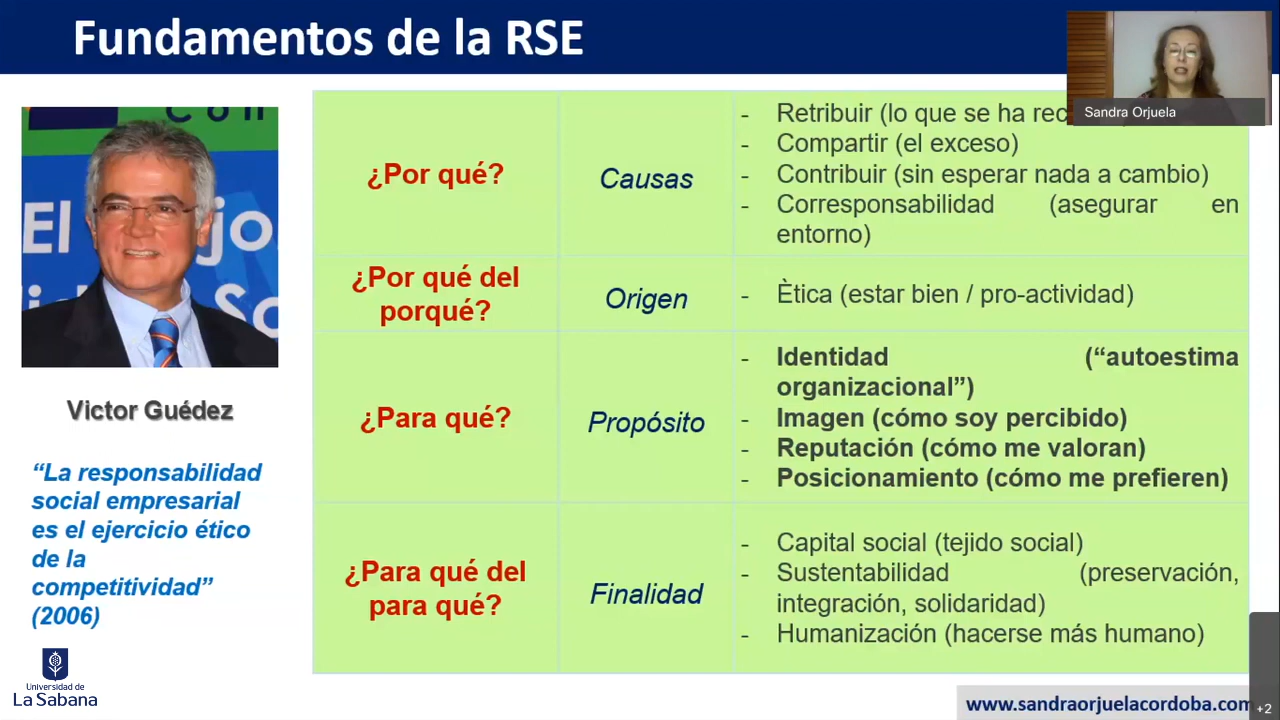 Fundamentos de la RSE
Sandra Orjuela
Con
El jo
So
Victor Guédez
“La responsabilidad
social empresarial
es el ejercicio ético
de la
competitividad”
(2006)
Universidad de
La Sabana
¿Por qué?
Causas
- Retribuir (lo que se ha
- Compartir (el exceso)
- Contribuir (sin esperar nada a cambio)
- Corresponsabilidad (asegurar en
entorno)
¿Por qué del
porqué?
Origen
- Ètica (estar bien / pro-actividad)
¿Para qué?
Propósito
- Identidad (“autoestima
organizacional”)
- Imagen (cómo soy percibido)
- Reputación (cómo me valoran)
- Posicionamiento (cómo me prefieren)
¿Para qué del
para qué?
Finalidad
- Capital social (tejido social)
- Sustentabilidad (preservación,
integración, solidaridad)
- Humanización (hacerse más humano)
www.sandraorjuelacordoba.com
+2